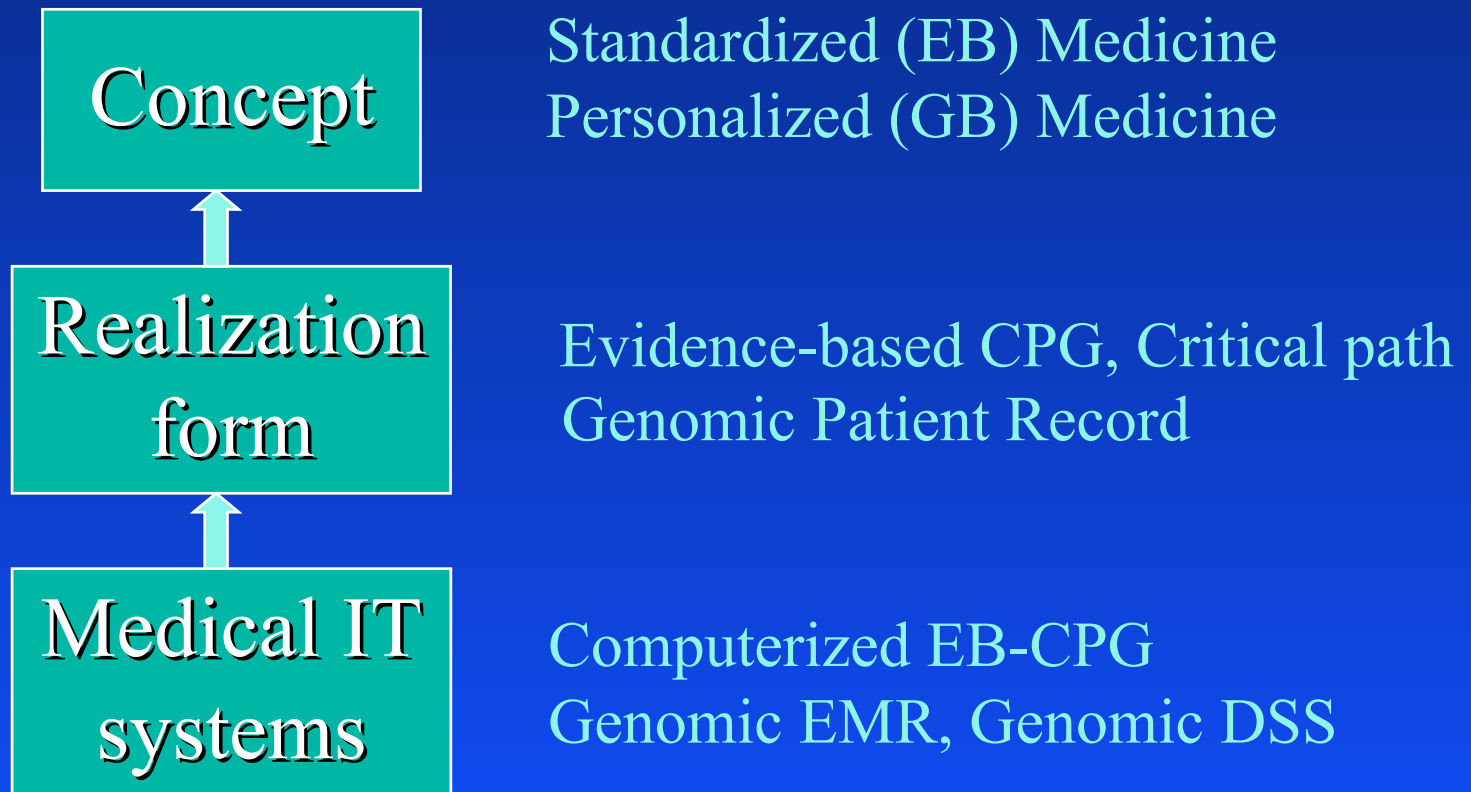 Concept
Standardized (EB) Medicine
Personalized (GB) Medicine
Realization
form
Evidence-based CPG, Critical path
Genomic Patient Record
Medical IT
systems
Computerized EB-CPG
Genomic EMR, Genomic DSS